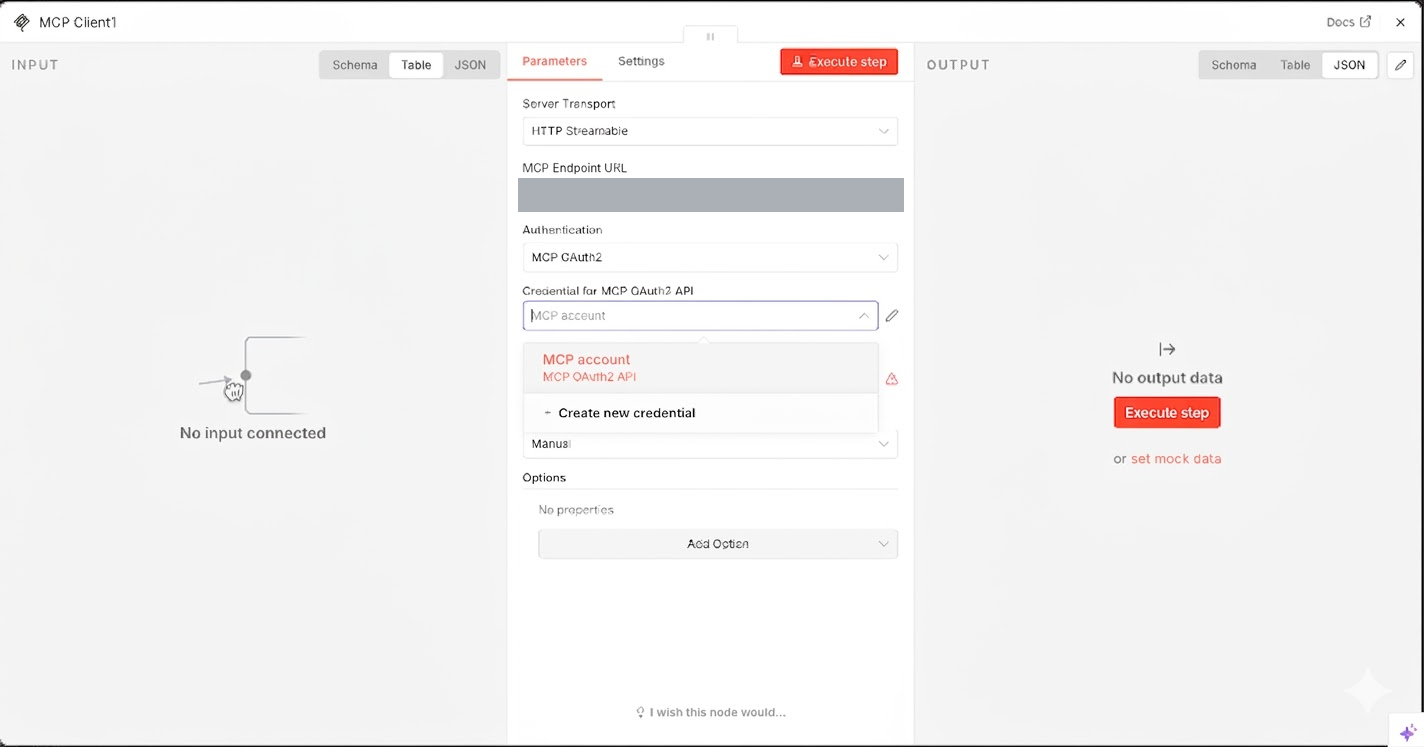 MCP Client1
Docs
INPUT
Schema Table JSON
Parameters Settings
Execute step
OUTPUT
Schema Table JSON
Server Transport
HTTP Streamable
MCP Endpoint URL
Authentication
MCP OAuth2
Credential for MCP OAuth2 API
MCP account
MCP account
MCP OAuth2 API
Create new credential
Manual
Options
No properties
Add Option
No input connected
No output data
Execute step
or set mock data
I wish this node would...